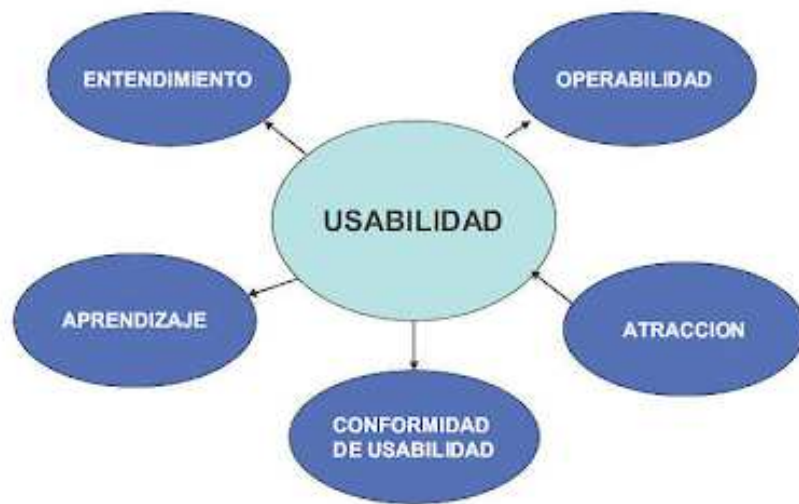 ENTENDIMIENTO
OPERABILIDAD
USABILIDAD
APRENDIZAJE
ATRACCION
CONFORMIDAD
DE USABILIDAD